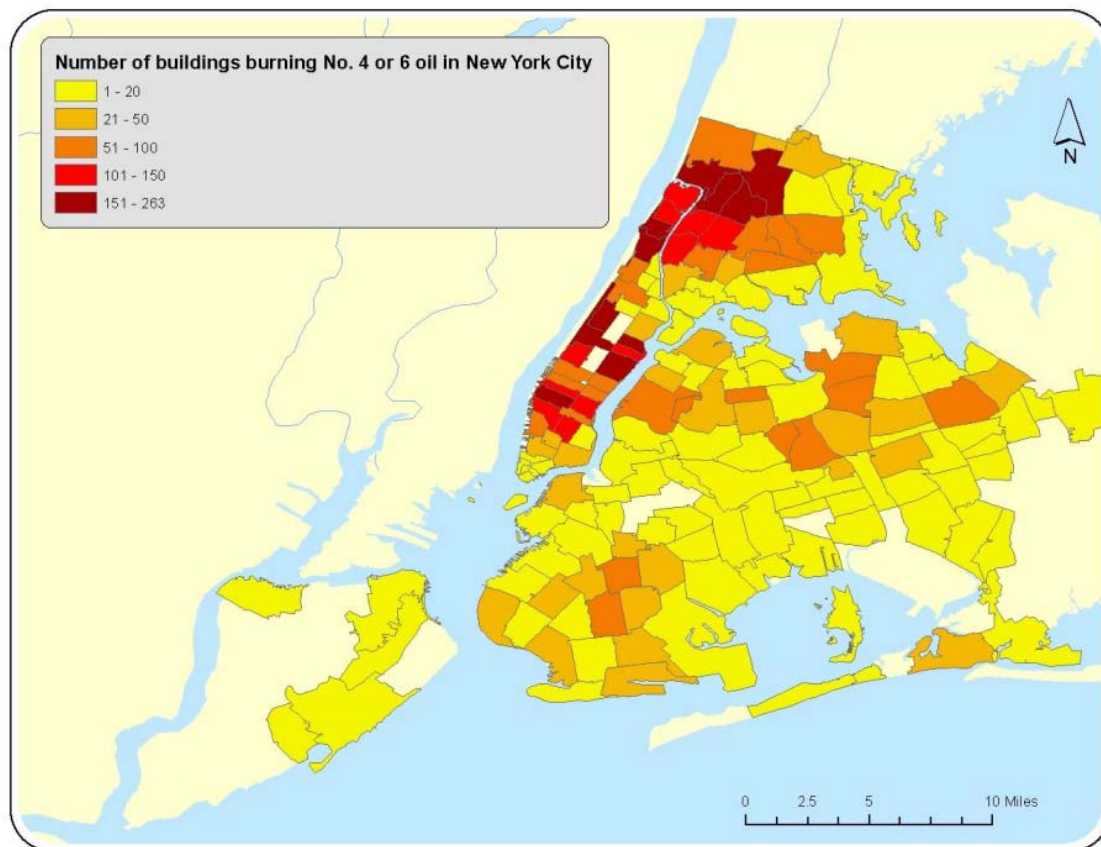 Number of buildings burning No. 4 or 6 oil in New York City
1 - 20
21 - 50
51 - 100
101 - 150
151 - 263
N
0 2.5 5 10 Miles